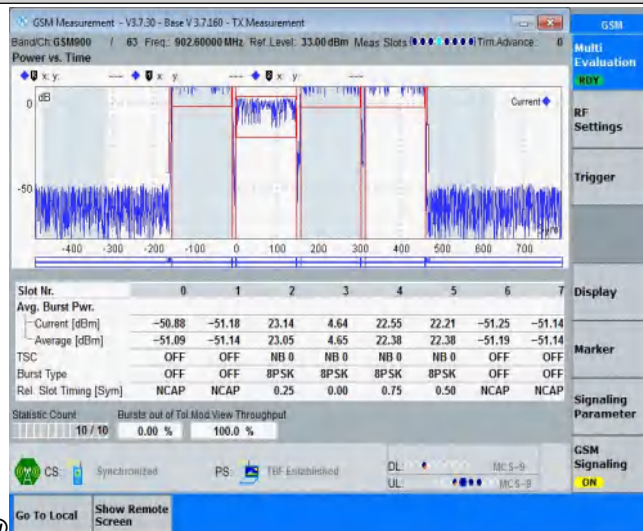 GSM Measurement - V3.7.30 - Base V 3.7.160 - TX Measurement
GSM
Band/Ch: GSM900 / 63 Freq.: 902.60000 MHz Ref.Level: 33.00 dBm Meas Slots Tim.Advance: 0
Power vs. Time
Multi
Evaluation
RDY
x: y: --- x y: --- x y: ---
dB
Current
0
-50
-400 -300 -200 -100 0 100 200 300 400 500 600 700
RF
Settings
Trigger
Slot Nr. 0 1 2 3 4 5 6 7
Avg. Burst Pwr.
Current [dBm] -50.88 -51.18 23.14 4.64 22.55 22.21 -51.25 -51.14
Average [dBm] -51.09 -51.14 23.05 4.65 22.38 22.38 -51.19 -51.14
TSC OFF OFF NB 0 NB 0 NB 0 NB 0 OFF OFF
Burst Type OFF OFF 8PSK 8PSK 8PSK 8PSK OFF OFF
Rel. Slot Timing [Sym] NCAP NCAP 0.25 0.00 0.75 0.50 NCAP NCAP
Display
Marker
Signaling
Parameter
Statistic Count Bursts out of Tol. Mod.View Throughput
10 / 10 0.00 % 100.0 %
CS: Synchronized PS: TBF Established DL: MCS-9
UL: MCS-9
GSM
Signaling
ON
Go To Local
Show Remote
Screen